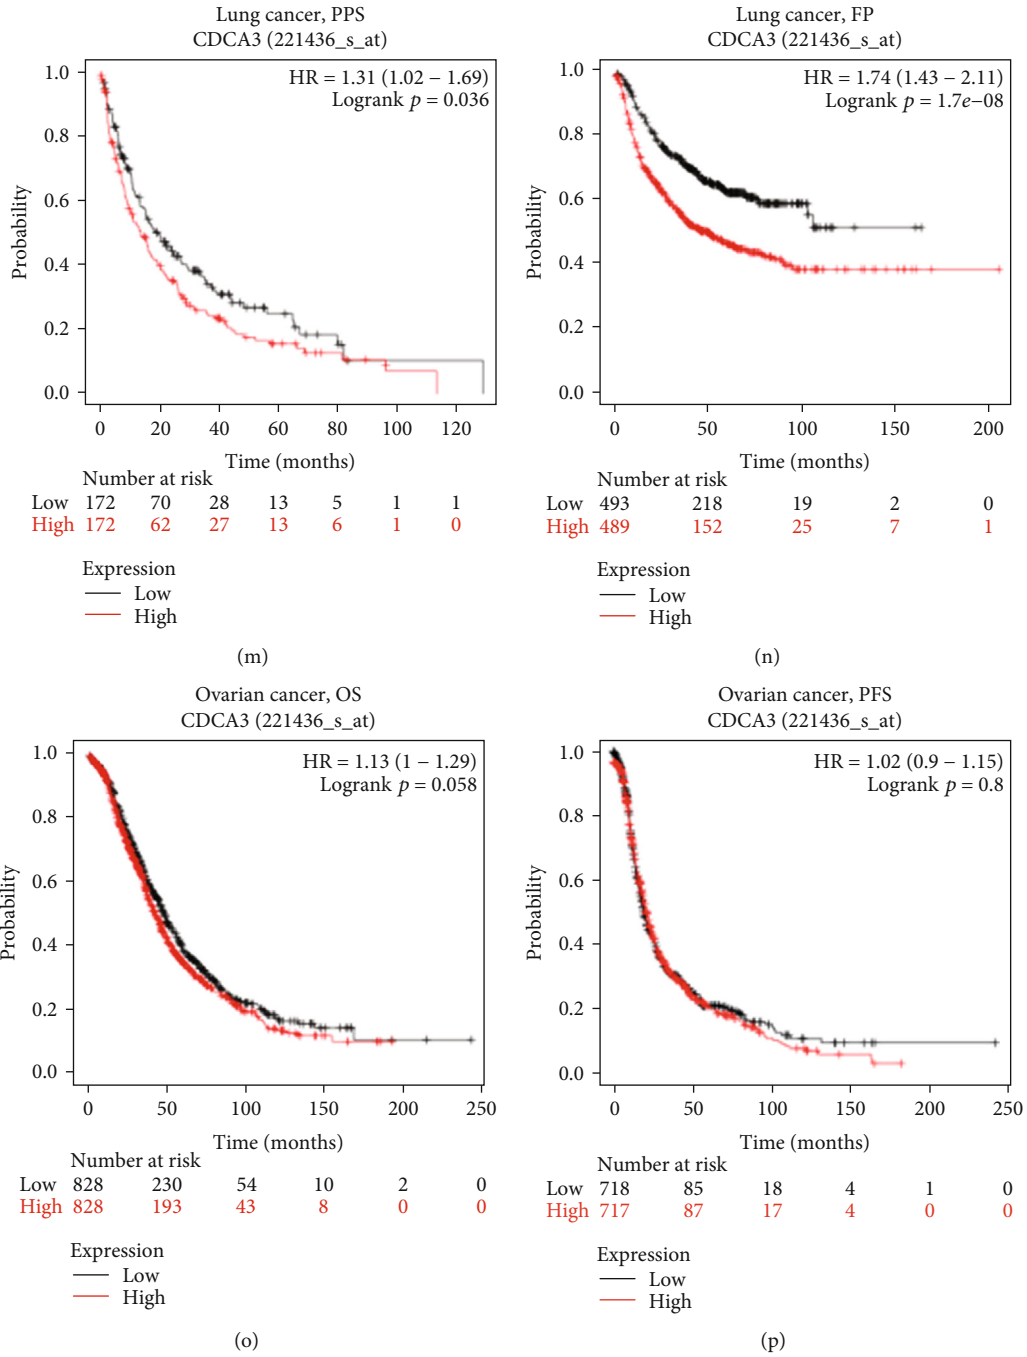 Lung cancer, PPS
CDCA3 (221436_s_at)
HR = 1.31 (1.02 − 1.69)
Logrank p = 0.036
1.0
0.8
0.6
0.4
0.2
0.0
Probability
0 20 40 60 80 100 120
Time (months)
Number at risk
Low 172 70 28 13 5 1 1
High 172 62 27 13 6 1 0
Expression
Low
High
(m)
Lung cancer, FP
CDCA3 (221436_s_at)
HR = 1.74 (1.43 − 2.11)
Logrank p = 1.7e−08
1.0
0.8
0.6
0.4
0.2
0.0
Probability
0 50 100 150 200
Time (months)
Number at risk
Low 493 218 19 2 0
High 489 152 25 7 1
Expression
Low
High
(n)
Ovarian cancer, OS
CDCA3 (221436_s_at)
HR = 1.13 (1 − 1.29)
Logrank p = 0.058
1.0
0.8
0.6
0.4
0.2
0.0
Probability
0 50 100 150 200 250
Time (months)
Number at risk
Low 828 230 54 10 2 0
High 828 193 43 8 0 0
Expression
Low
High
(o)
Ovarian cancer, PFS
CDCA3 (221436_s_at)
HR = 1.02 (0.9 − 1.15)
Logrank p = 0.8
1.0
0.8
0.6
0.4
0.2
0.0
Probability
0 50 100 150 200 250
Time (months)
Number at risk
Low 718 85 18 4 1 0
High 717 87 17 4 0 0
Expression
Low
High
(p)